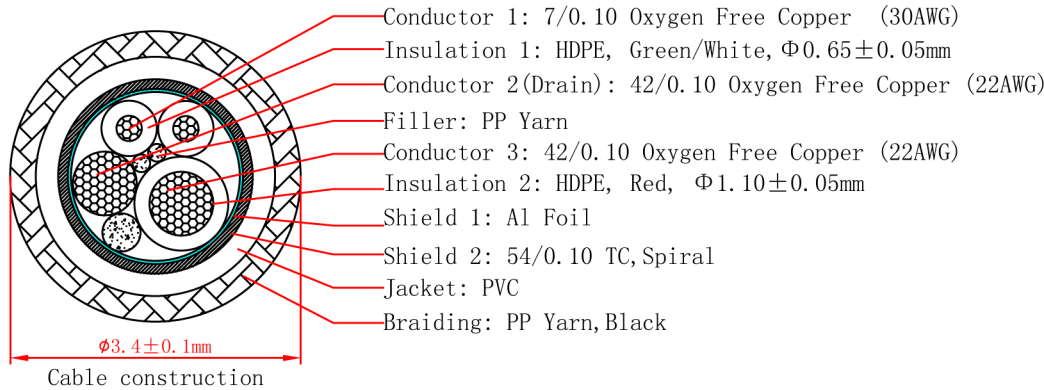 Conductor 1: 7/0.10 Oxygen Free Copper (30AWG)
Insulation 1: HDPE, Green/White, Φ0.65±0.05mm
Conductor 2(Drain): 42/0.10 Oxygen Free Copper (22AWG)
Filler: PP Yarn
Conductor 3: 42/0.10 Oxygen Free Copper (22AWG)
Insulation 2: HDPE, Red, Φ1.10±0.05mm
Shield 1: Al Foil
Shield 2: 54/0.10 TC,Spiral
Jacket: PVC
Braiding: PP Yarn,Black
ϕ3.4±0.1mm
Cable construction